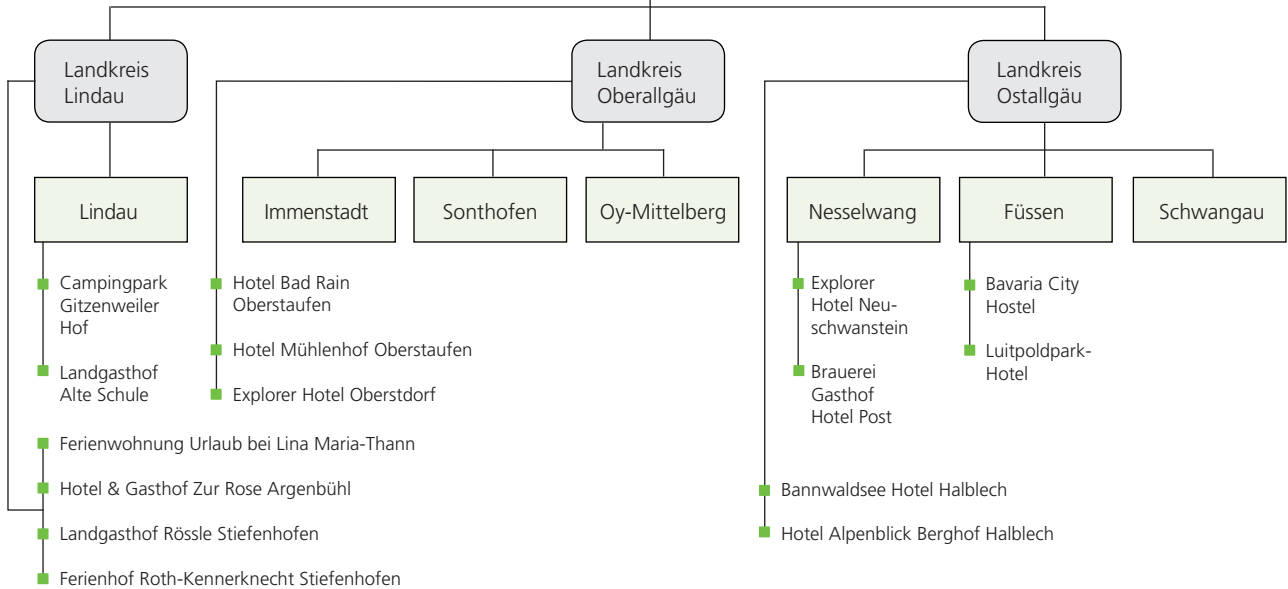 Landkreis
Lindau
Landkreis
Oberallgäu
Landkreis
Ostallgäu
Lindau
Immenstadt
Sonthofen
Oy-Mittelberg
Nesselwang
Füssen
Schwangau
Campingpark
Gitzenweiler
Hof
Landgasthof
Alte Schule
Hotel Bad Rain
Oberstaufen
Hotel Mühlenhof Oberstaufen
Explorer Hotel Oberstdorf
Explorer
Hotel Neu-
schwanstein
Brauerei
Gasthof
Hotel Post
Bavaria City
Hostel
Luitpoldpark-
Hotel
Ferienwohnung Urlaub bei Lina Maria-Thann
Hotel & Gasthof Zur Rose Argenbühl
Landgasthof Rössle Stiefenhofen
Ferienhof Roth-Kennerknecht Stiefenhofen
Bannwaldsee Hotel Halblech
Hotel Alpenblick Berghof Halblech